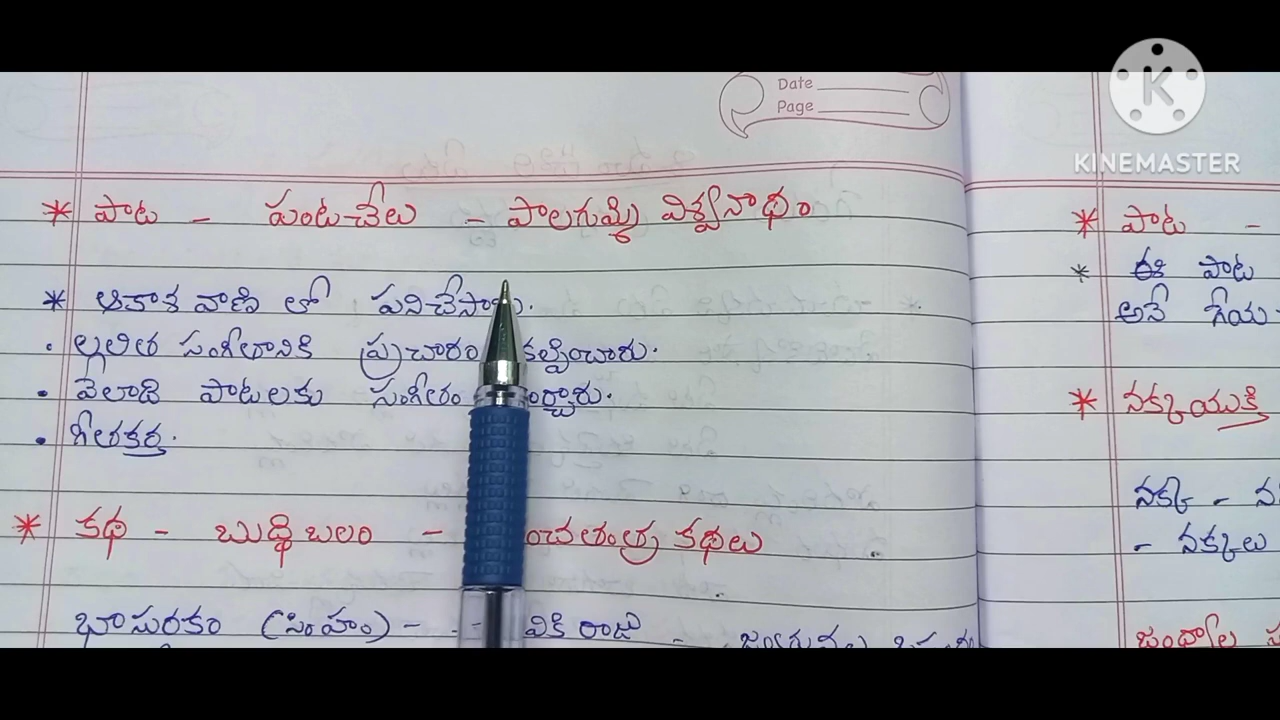 Date
Page
KINEMASTER
* పాట - పంటచేలు - పాలగుమ్మి విశ్వనాథం
* ఆకాశవాణి లో పనిచేసారు.
. లలిత సంగీతానికి ప్రచారం కల్పించారు.
. వేలాది పాటలకు సంగీతం
. గీతకర్త.
* కథ - బుద్ధి బలం - కథలు
భాసురకం (సింహం) -
* పాట -
* ఈ పాట
అనే గేయ
* నక్కయుక్తి
నక్క -
- నక్కలు
జంధ్యాల